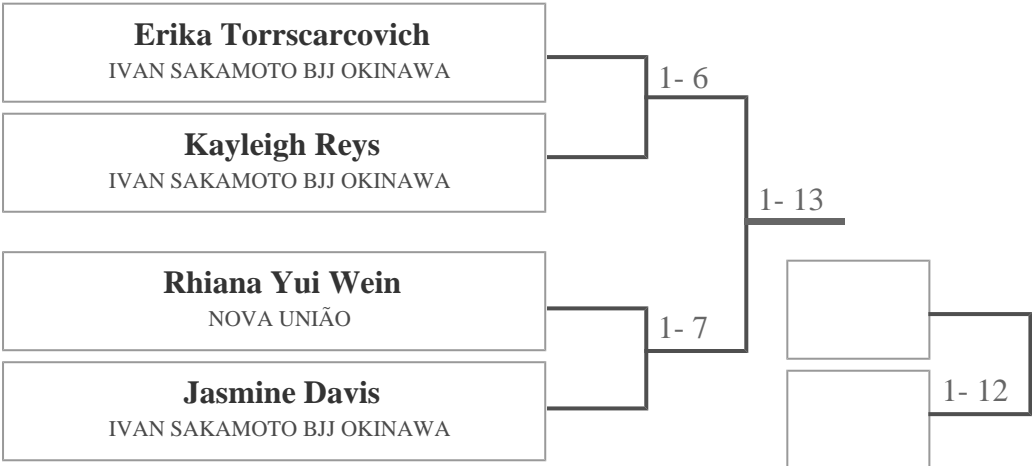 Erika Torrscarcovich
IVAN SAKAMOTO BJJ OKINAWA
1- 6
Kayleigh Reys
IVAN SAKAMOTO BJJ OKINAWA
1- 13
Rhiana Yui Wein
NOVA UNIÃO
1- 7
Jasmine Davis
IVAN SAKAMOTO BJJ OKINAWA
1- 12